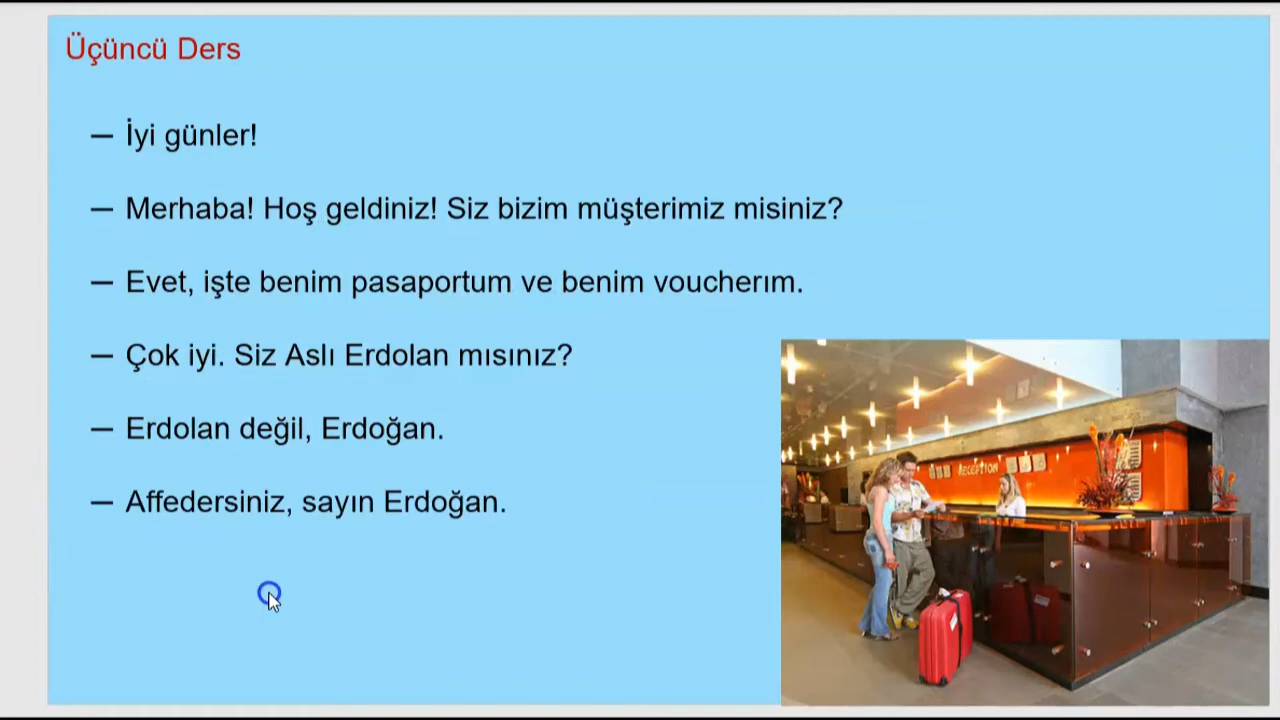 Üçüncü Ders
— İyi günler!
— Merhaba! Hoş geldiniz! Siz bizim müşterimiz misiniz?
— Evet, işte benim pasaportum ve benim voucherım.
— Çok iyi. Siz Aslı Erdolan mısınız?
— Erdolan değil, Erdoğan.
— Affedersiniz, sayın Erdoğan.
RECEPTION